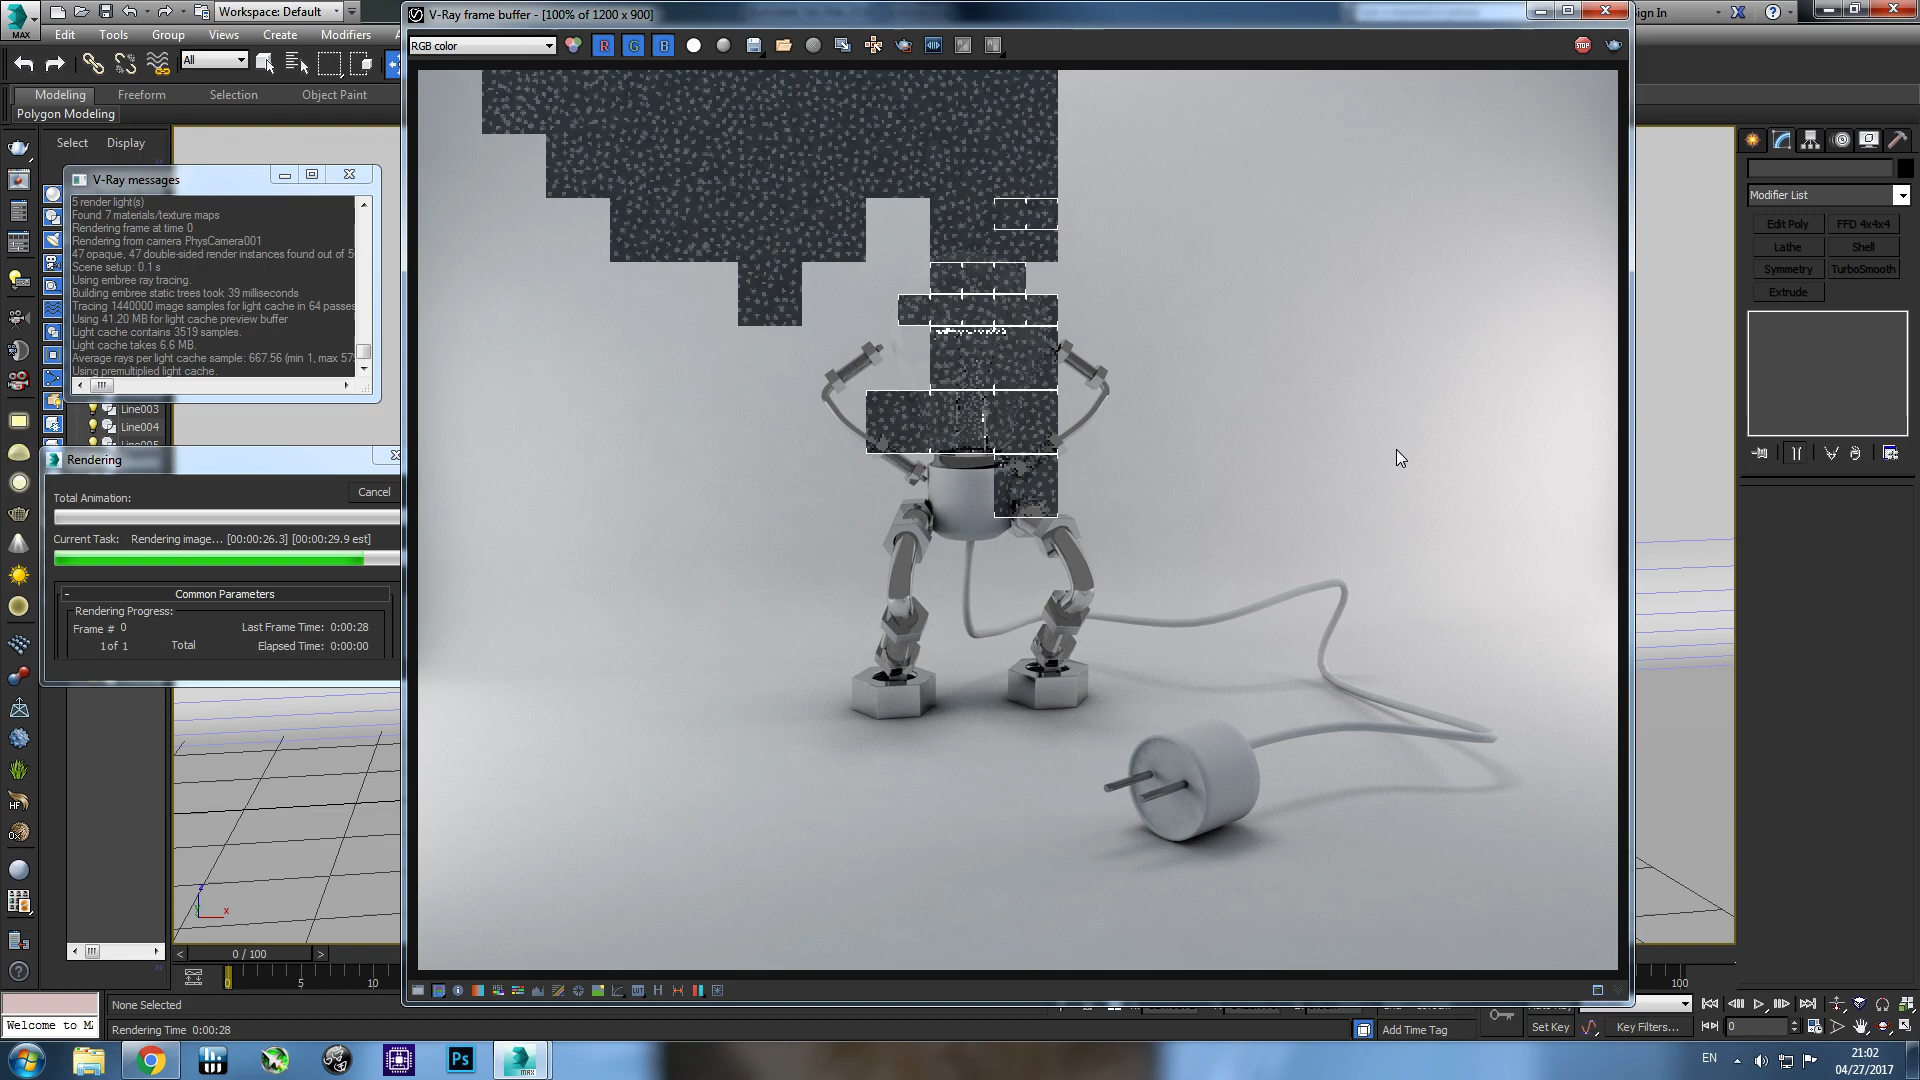 Workspace: Default
V-Ray frame buffer - [100% of 1200 x 900]
Sign In
MAX
Edit
Tools
Group
Views
Create
Modifiers
RGB color
R
G
B
STOP
All
Modeling
Freeform
Selection
Object Paint
Polygon Modeling
Select
Display
V-Ray messages
5 render light(s)
Found 7 materials/texture maps
Rendering frame at time 0
Rendering from camera PhysCamera001
47 opaque, 47 double-sided render instances found out of 5
Scene setup: 0.1 s
Using embree ray tracing.
Building embree static trees took 39 milliseconds
Tracing 1440000 image samples for light cache in 64 passes
Using 41.20 MB for light cache preview buffer
Light cache contains 3519 samples.
Light cache takes 6.6 MB.
Average rays per light cache sample: 667.56 (min 1, max 57
Using premultiplied light cache.
Line003
Line004
Line005
Rendering
Total Animation:
Cancel
Current Task: Rendering image... [00:00:26.3] [00:00:29.9 est]
- Common Parameters
Rendering Progress:
Frame # 0
Last Frame Time: 0:00:28
1 of 1 Total
Elapsed Time: 0:00:00
Modifier List
Edit Poly
FFD 4x4x4
Lathe
Shell
Symmetry
TurboSmooth
Extrude
z
x
< 0 / 100 >
0
5
10
100
HSL
LUT
H
None Selected
Welcome to M
Rendering Time 0:00:28
Add Time Tag
Set Key
Key Filters...
0
Ps
MAX
EN
21:02
04/27/2017